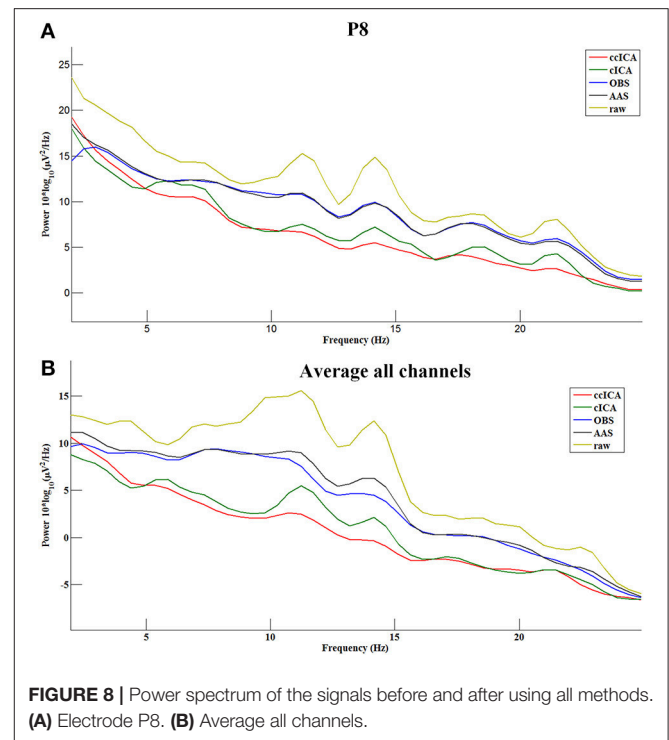 A
P8
25
20
15
10
5
0
Power 10*log10(μV²/Hz)
ccICA
cICA
OBS
AAS
raw
5
10
15
20
Frequency (Hz)
B
Average all channels
15
10
5
0
-5
Power 10*log10(μV²/Hz)
ccICA
cICA
OBS
AAS
raw
5
10
15
20
Frequency (Hz)
FIGURE 8 | Power spectrum of the signals before and after using all methods.
(A) Electrode P8. (B) Average all channels.